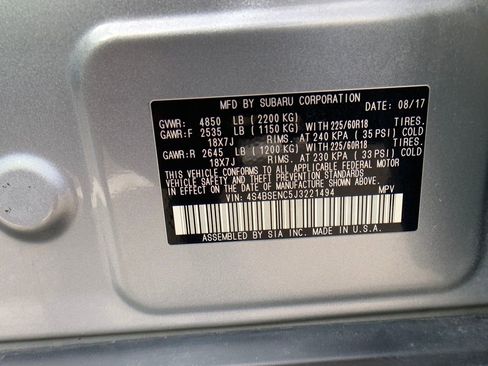 MFD BY SUBARU CORPORATION DATE: 08/17
GVWR: 4850 LB ( 2200 KG)
GAWR:F 2535 LB ( 1150 KG) WITH 225/60R18 TIRES.
18X7J RIMS. AT 240 KPA ( 35 PSI) COLD
GAWR:R 2645 LB ( 1200 KG) WITH 225/60R18 TIRES.
18X7J RIMS. AT 230 KPA ( 33 PSI) COLD
THIS VEHICLE CONFORMS TO ALL APPLICABLE FEDERAL MOTOR
VEHICLE SAFETY AND THEFT PREVENTION STANDARDS
IN EFFECT ON THE DATE OF MANUFACTURE SHOWN ABOVE.
VIN: 4S4BSENC5J3221494 MPV
ASSEMBLED BY SIA INC. MADE IN U.S.A.